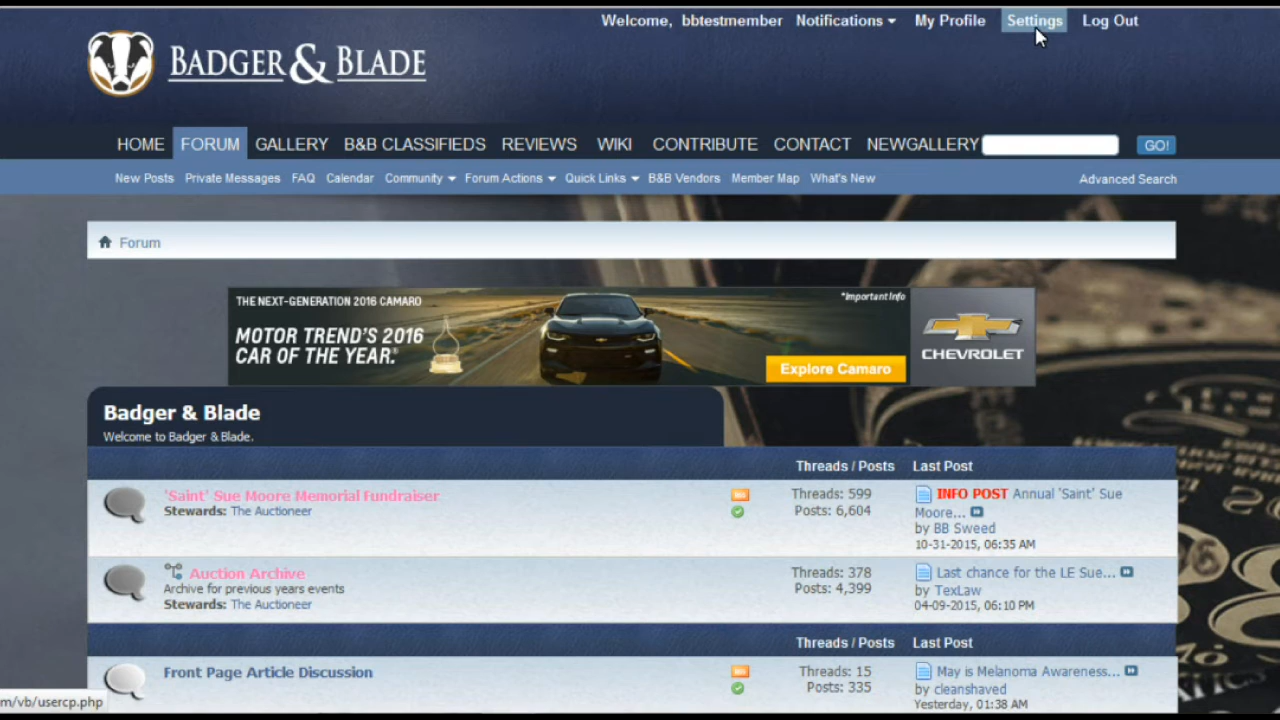 Welcome, bbtestmember Notifications My Profile Settings Log Out
BADGER & BLADE
HOME FORUM GALLERY B&B CLASSIFIEDS REVIEWS WIKI CONTRIBUTE CONTACT NEWGALLERY GO!
New Posts Private Messages FAQ Calendar Community Forum Actions Quick Links B&B Vendors Member Map What's New Advanced Search
Forum
THE NEXT-GENERATION 2016 CAMARO
*Important Info
MOTOR TREND'S 2016
CAR OF THE YEAR.®
Explore Camaro
CHEVROLET
Badger & Blade
Welcome to Badger & Blade.
Threads / Posts Last Post
'Saint' Sue Moore Memorial Fundraiser Threads: 599 INFO POST Annual 'Saint' Sue
Stewards: The Auctioneer Posts: 6,604 Moore...
by BB Sweed
10-31-2015, 06:35 AM
Auction Archive Threads: 378 Last chance for the LE Sue...
Archive for previous years events Posts: 4,399 by TexLaw
Stewards: The Auctioneer 04-09-2015, 06:10 PM
Threads / Posts Last Post
Front Page Article Discussion Threads: 15 May is Melanoma Awareness...
Posts: 335 by cleanshaved
m/vb/usercp.php Yesterday, 01:38 AM